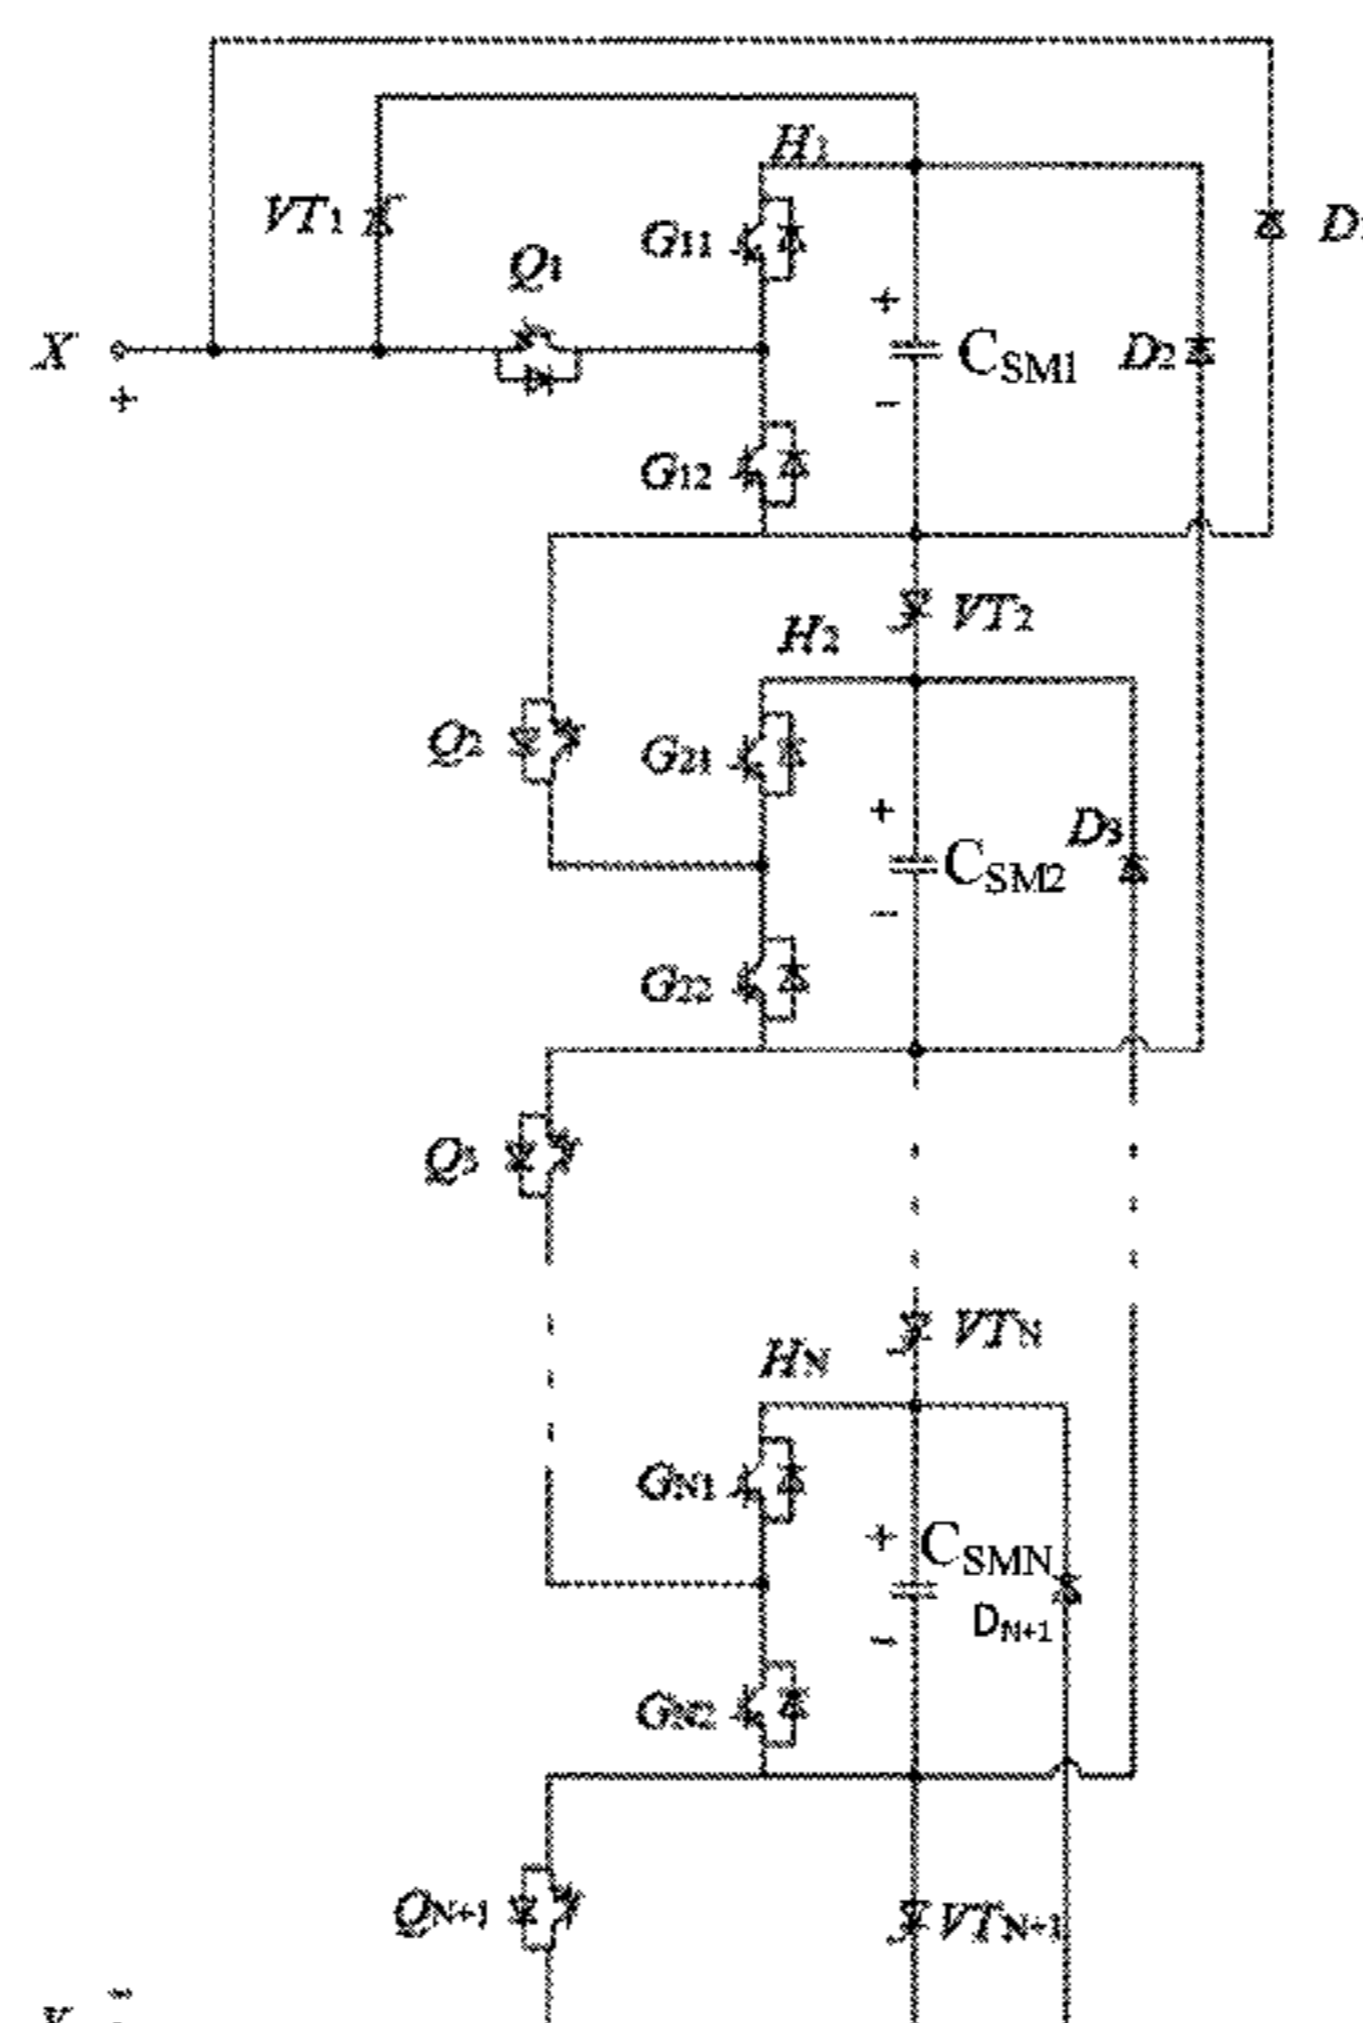 H1
VT1
G11
D1
Q1
+
X
CSM1
D2
+
−
G12
VT2
H2
Q2
G21
+
D3
CSM2
−
G22
Q3
VTN
HN
GN1
+
CSMN
DN+1
−
GN2
QN+1
VTN+1
−